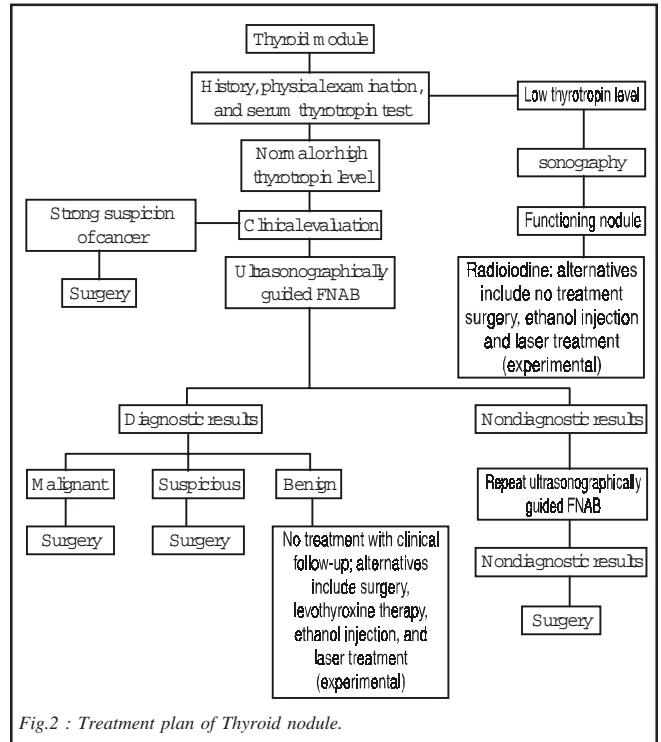 Thyroid module
History, physical examination,
and serum thyrotropin test
Low thyrotropin level
Normal or high
thyrotropin level
sonography
Strong suspicion
of cancer
Clinical evaluation
Functioning nodule
Surgery
Ultrasonographically
guided FNAB
Radioiodine: alternatives
include no treatment
surgery, ethanol injection
and laser treatment
(experimental)
Diagnostic results
Nondiagnostic results
Malignant
Suspicious
Benign
Repeat ultrasonographically
guided FNAB
Surgery
Surgery
No treatment with clinical
follow-up; alternatives
include surgery,
levothyroxine therapy,
ethanol injection, and
laser treatment
(experimental)
Nondiagnostic results
Surgery
Fig.2 : Treatment plan of Thyroid nodule.